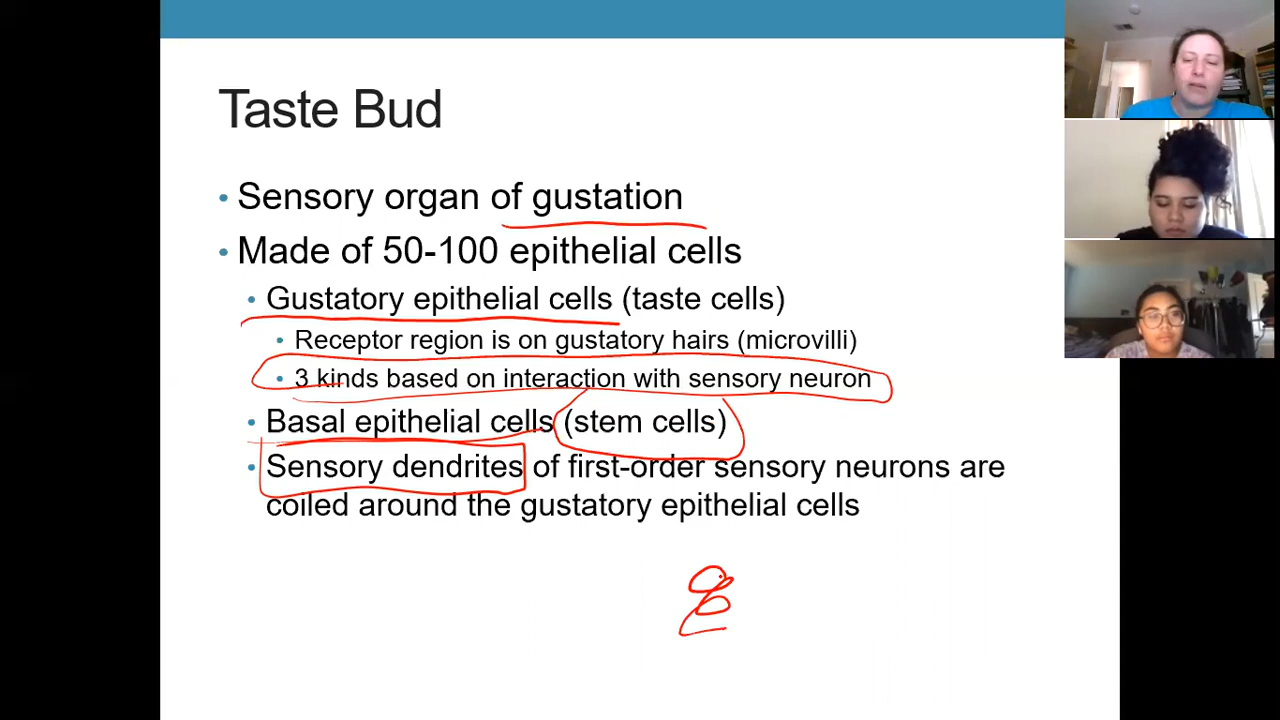 Taste Bud
• Sensory organ of gustation
• Made of 50-100 epithelial cells
• Gustatory epithelial cells (taste cells)
• Receptor region is on gustatory hairs (microvilli)
• 3 kinds based on interaction with sensory neuron
• Basal epithelial cells (stem cells)
• Sensory dendrites of first-order sensory neurons are
coiled around the gustatory epithelial cells